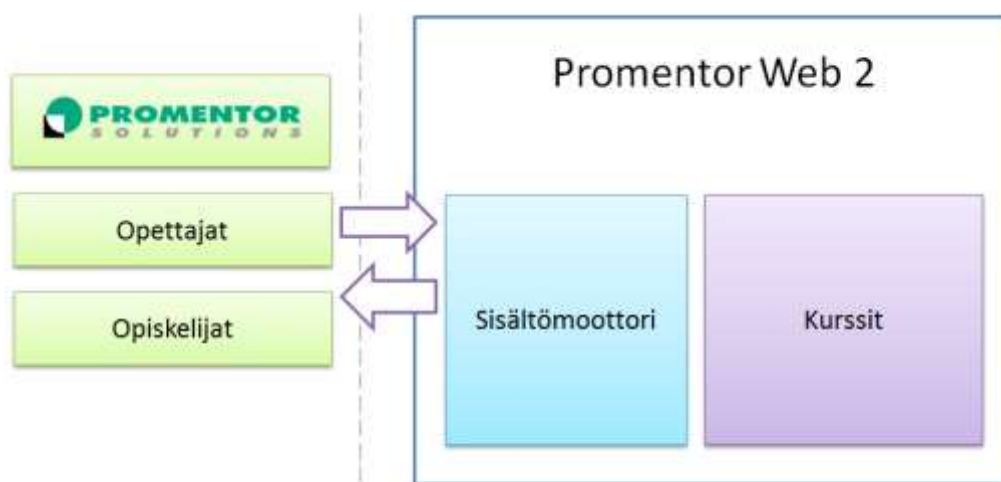 Promentor Web 2
PROMENTOR
SOLUTIONS
Opettajat
Opiskelijat
Sisältömoottori
Kurssit